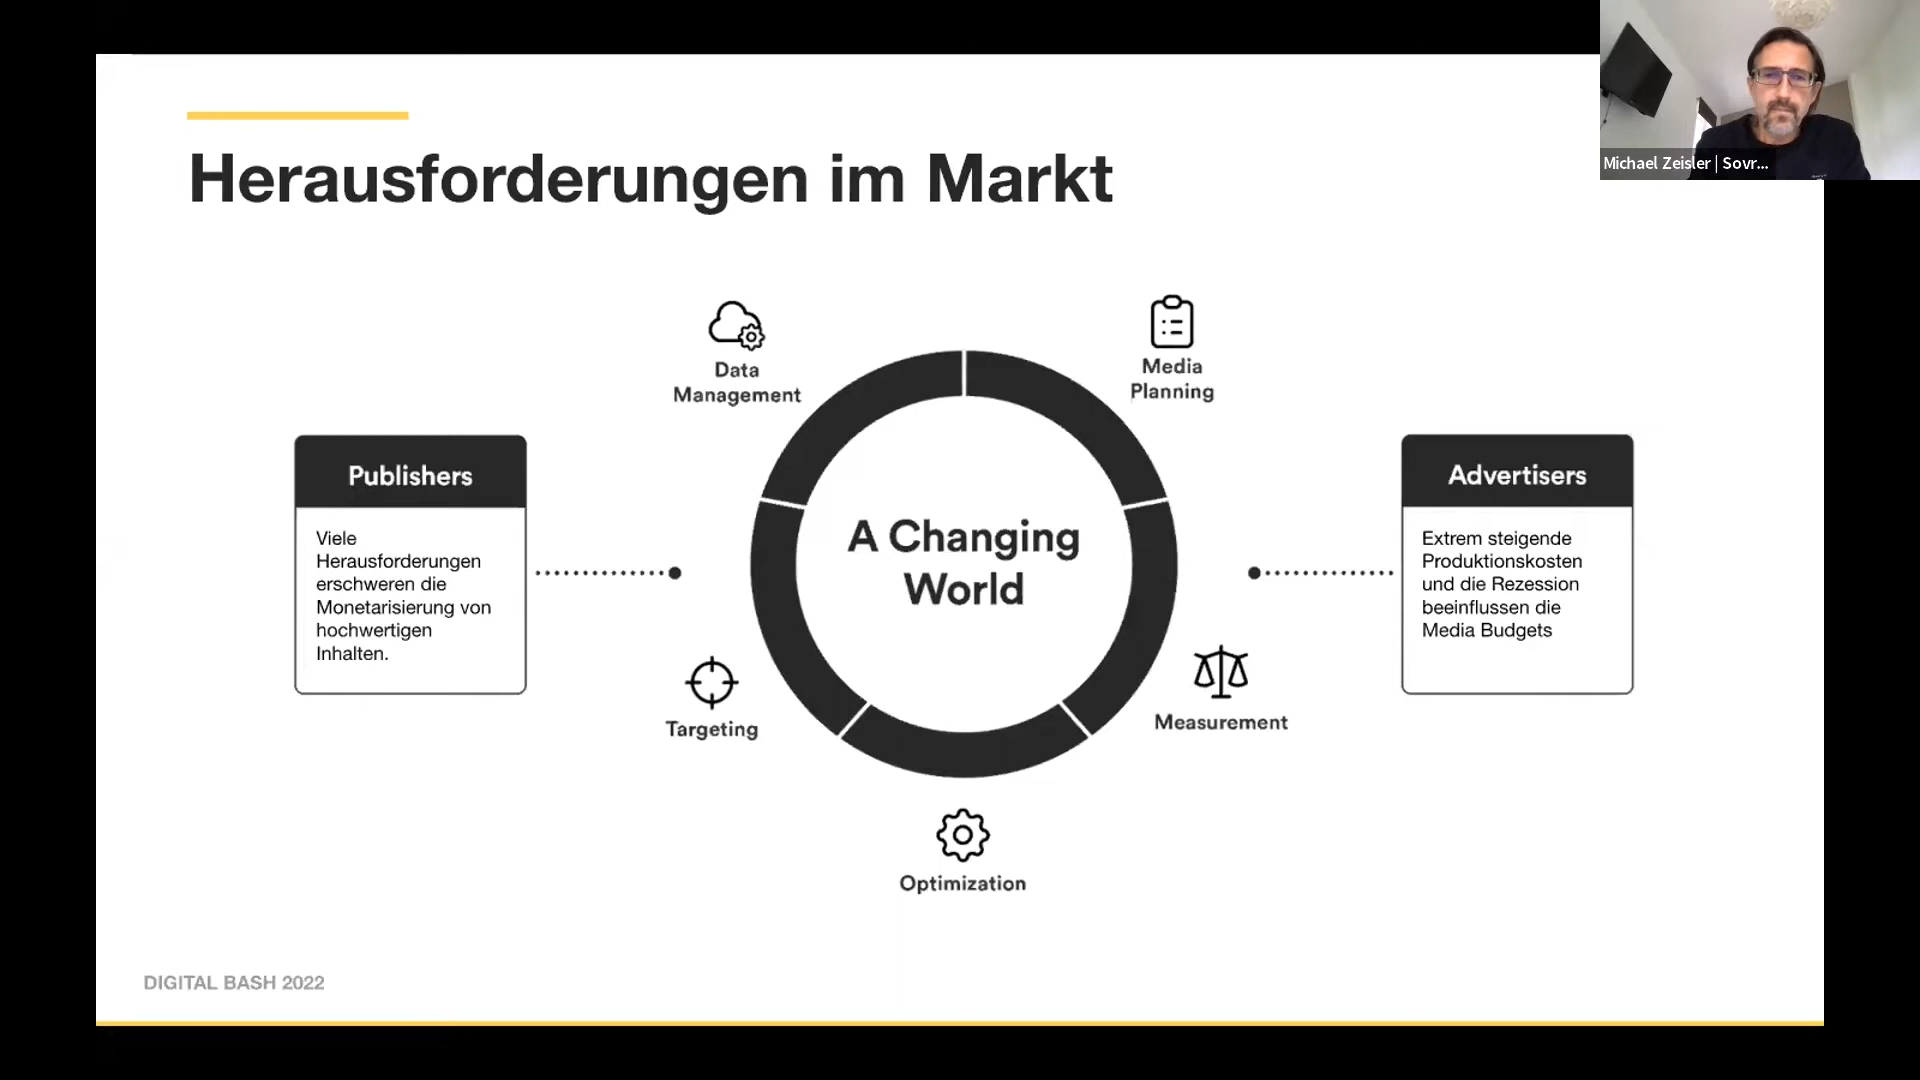 Michael Zeisler | Sovr...
Herausforderungen im Markt
Data
Management
Media
Planning
Publishers
Viele
Herausforderungen
erschweren die
Monetarisierung von
hochwertigen
Inhalten.
A Changing
World
Advertisers
Extrem steigende
Produktionskosten
und die Rezession
beeinflussen die
Media Budgets
Targeting
Measurement
Optimization
DIGITAL BASH 2022